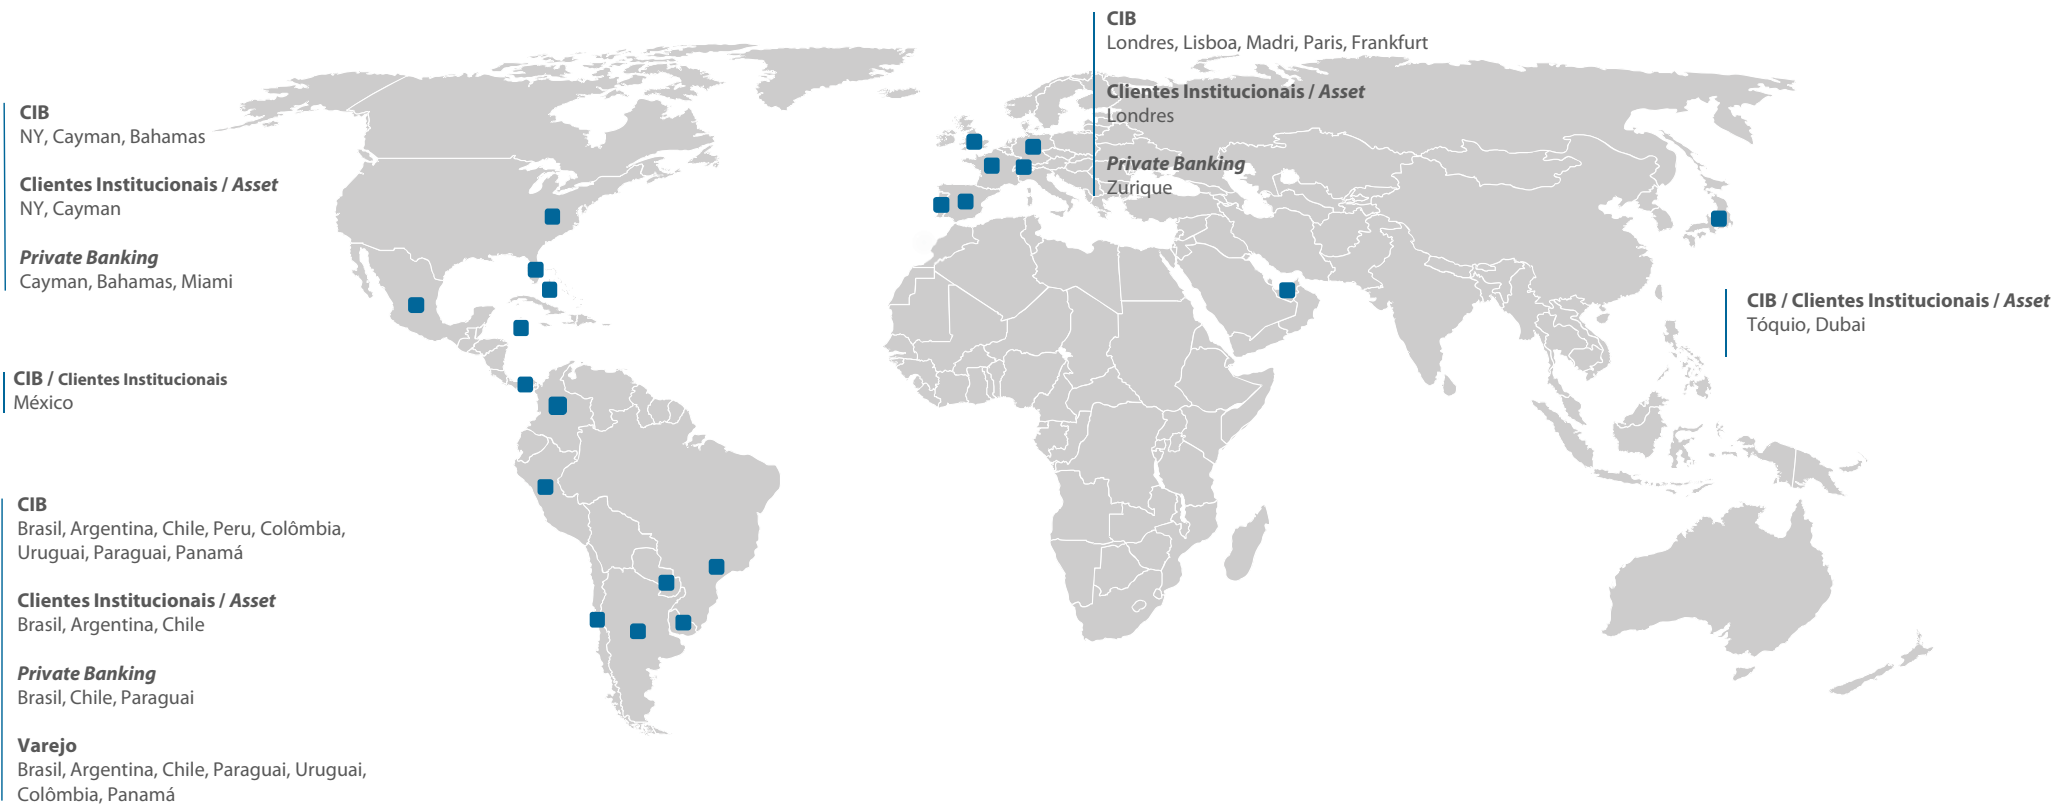 CIB
NY, Cayman, Bahamas
Clientes Institucionais / Asset
NY, Cayman
Private Banking
Cayman, Bahamas, Miami
CIB / Clientes Institucionais
México
CIB
Brasil, Argentina, Chile, Peru, Colômbia,
Uruguai, Paraguai, Panamá
Clientes Institucionais / Asset
Brasil, Argentina, Chile
Private Banking
Brasil, Chile, Paraguai
Varejo
Brasil, Argentina, Chile, Paraguai, Uruguai,
Colômbia, Panamá
CIB
Londres, Lisboa, Madri, Paris, Frankfurt
Clientes Institucionais / Asset
Londres
Private Banking
Zurique
CIB / Clientes Institucionais / Asset
Tóquio, Dubai